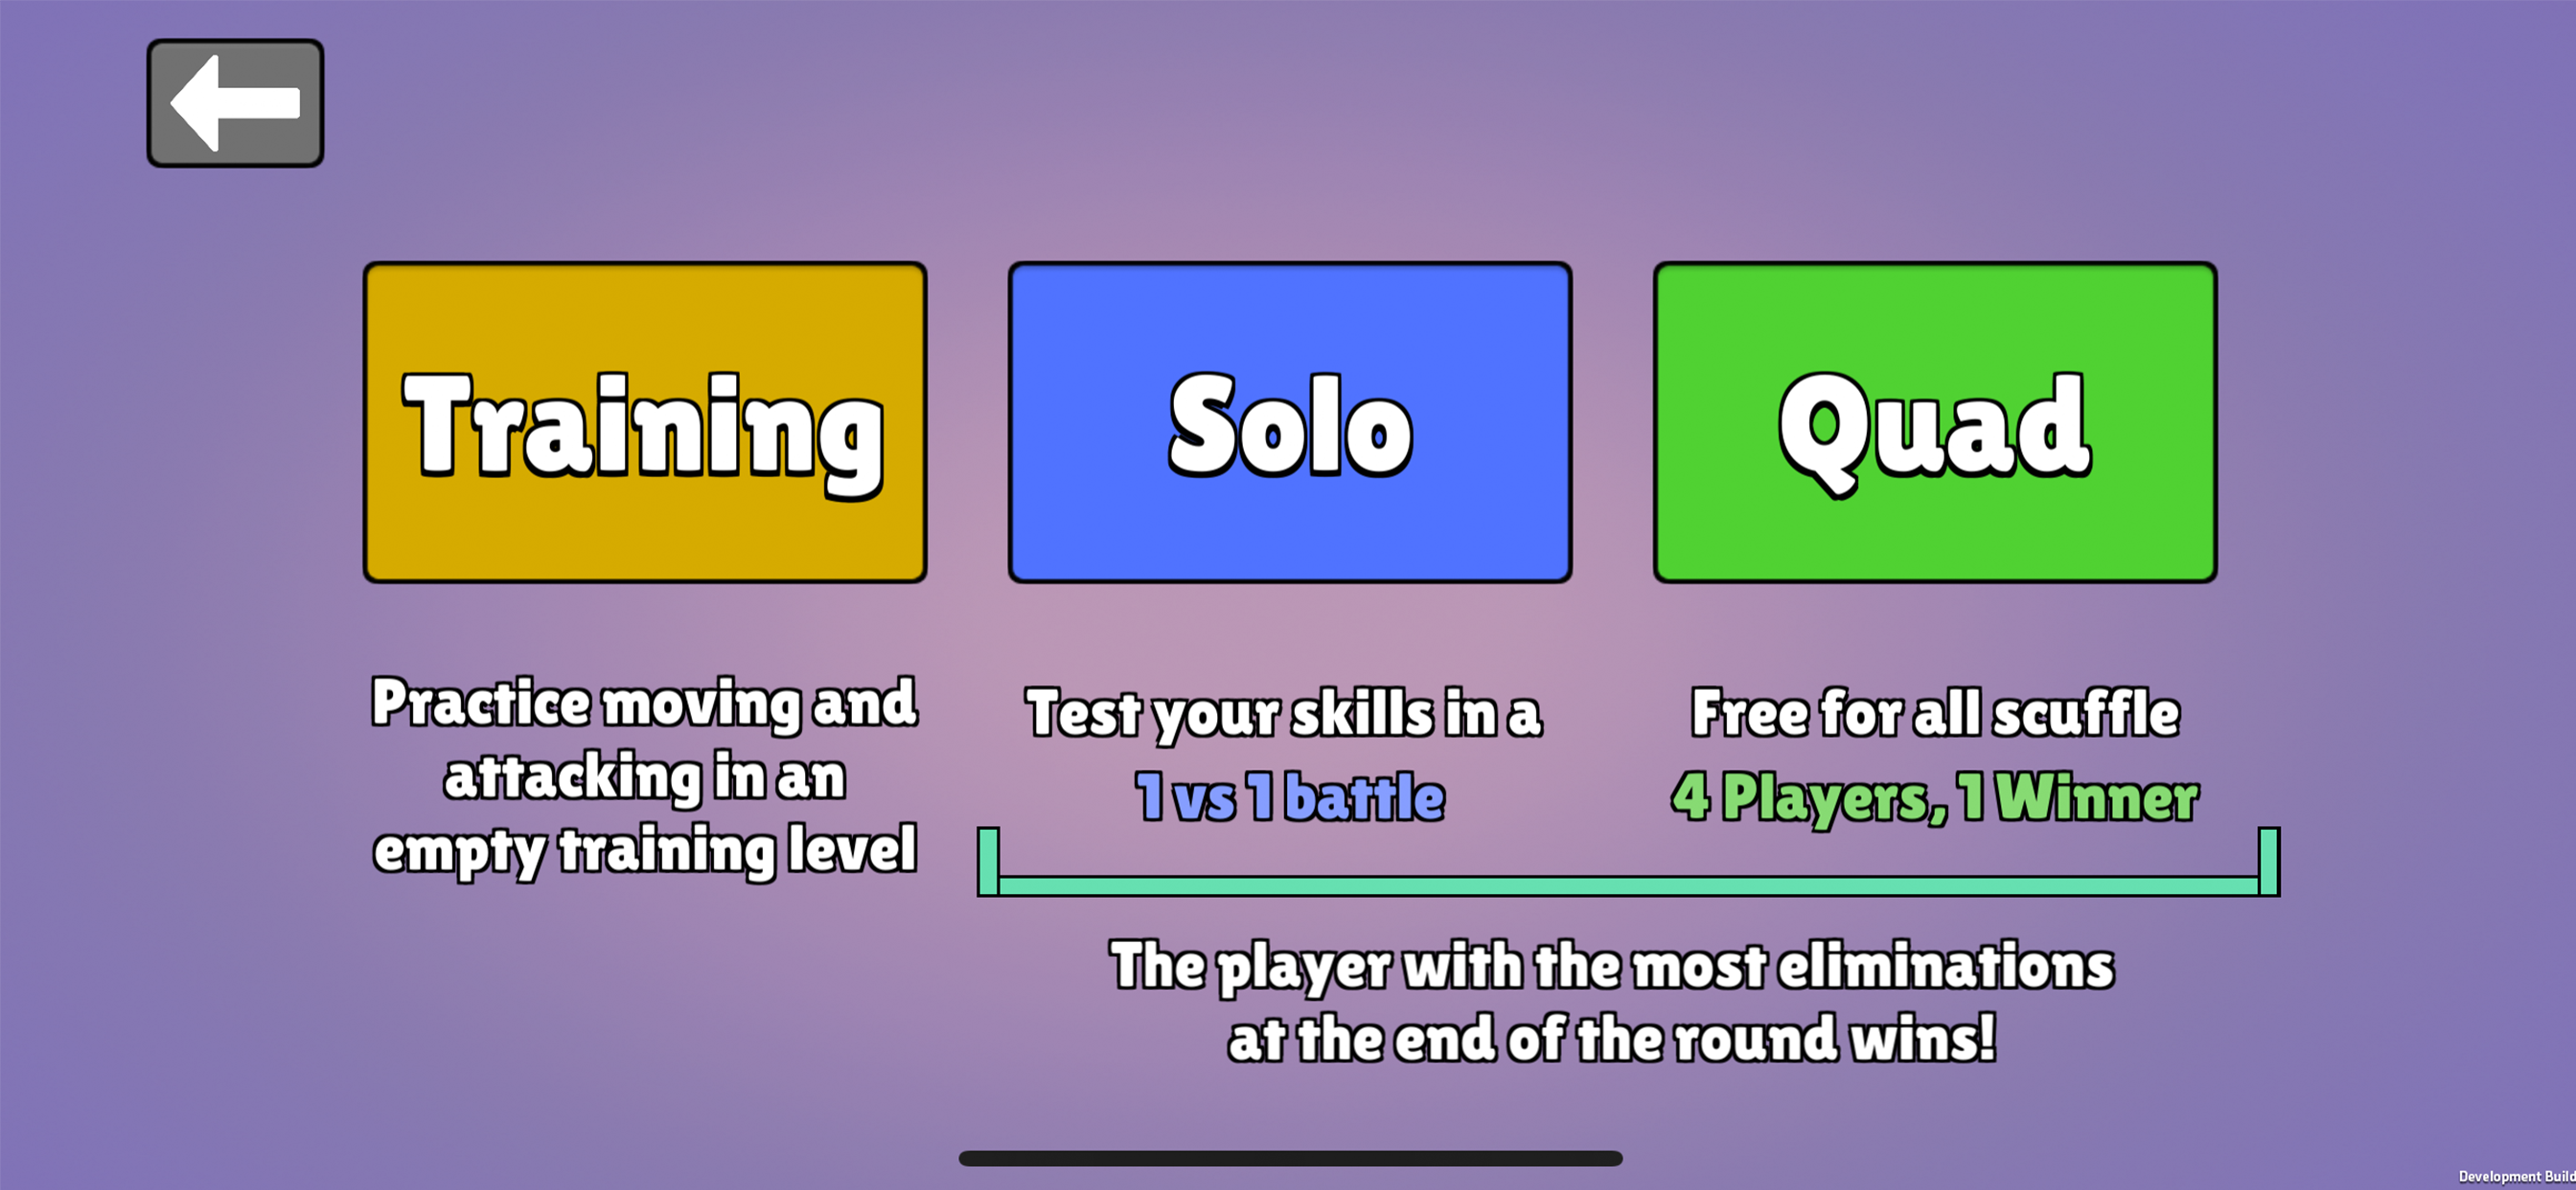 Training
Solo
Quad
Practice moving and
attacking in an
empty training level
Test your skills in a
1 vs 1 battle
Free for all scuffle
4 Players, 1 Winner
The player with the most eliminations
at the end of the round wins!
Development Build